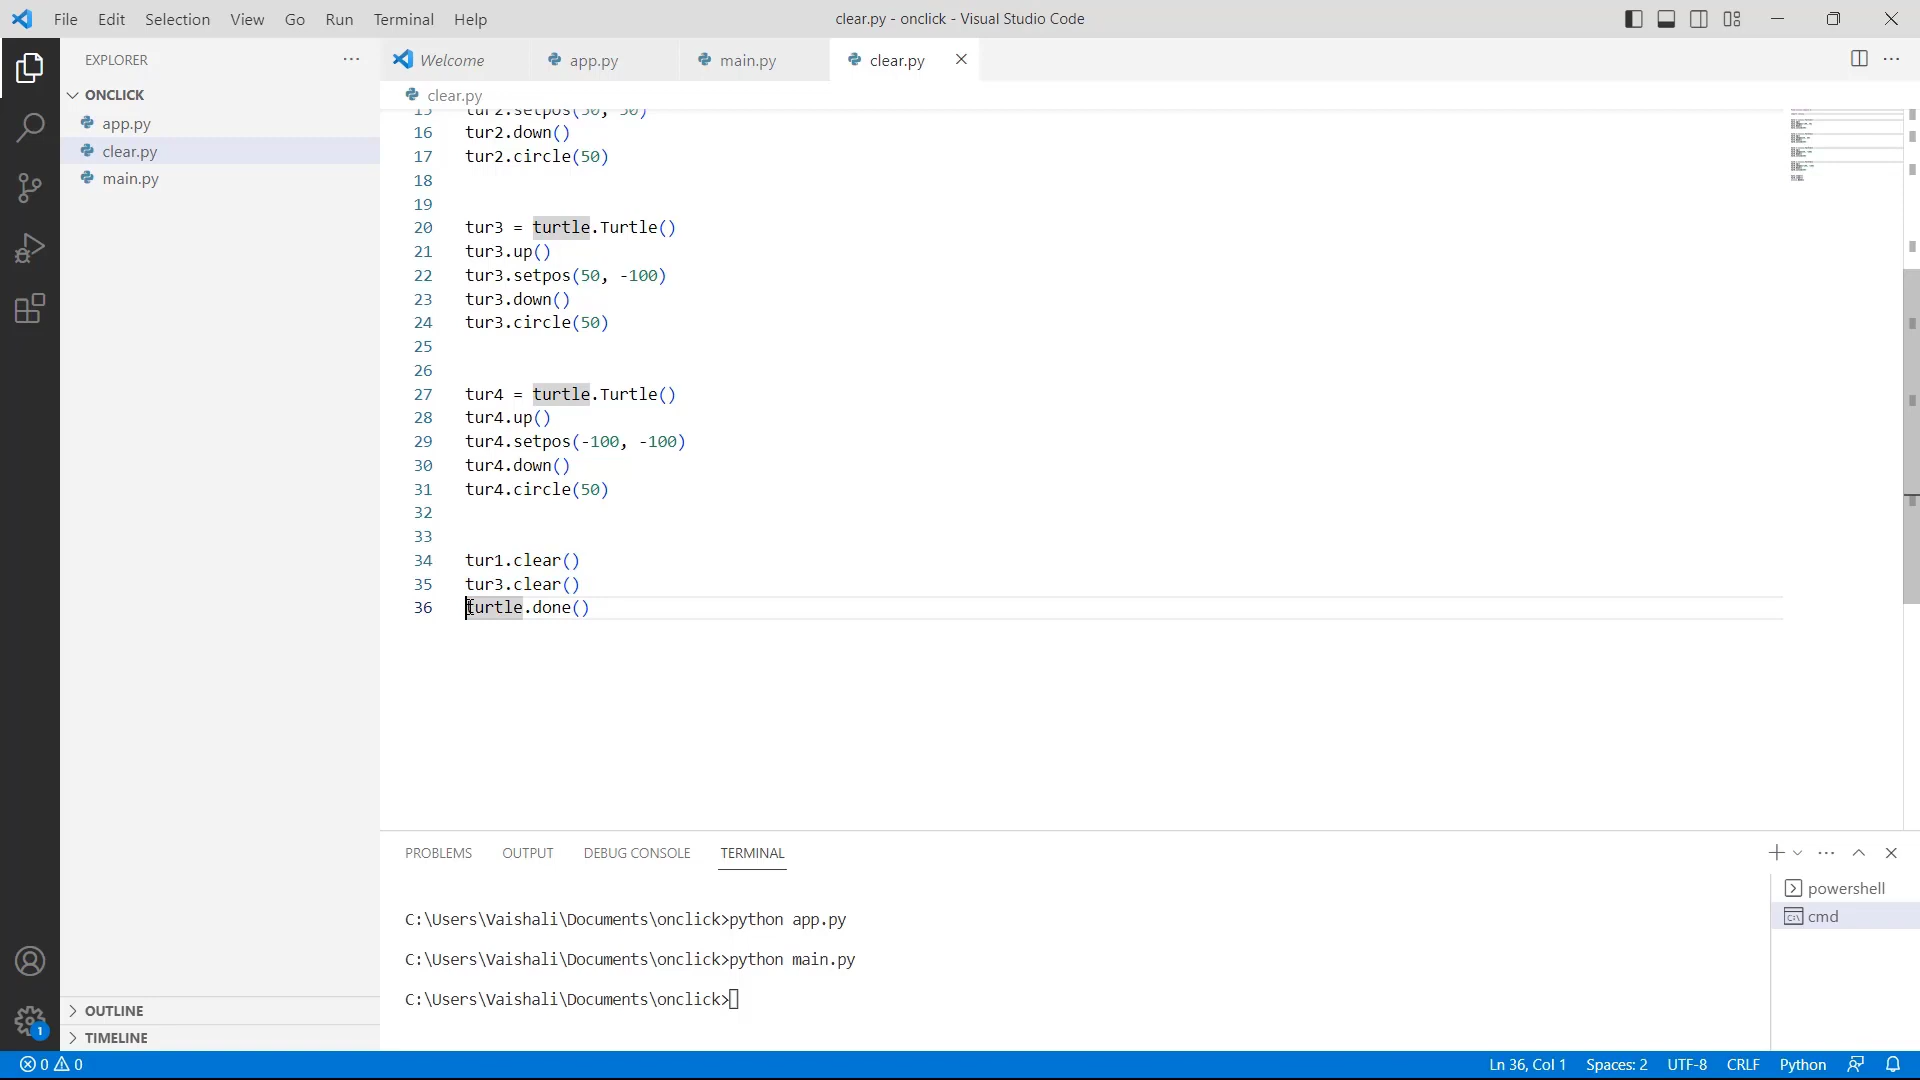 File Edit Selection View Go Run Terminal Help
clear.py - onclick - Visual Studio Code
EXPLORER
ONCLICK
app.py
clear.py
main.py
OUTLINE
TIMELINE
Welcome app.py main.py clear.py
clear.py
15 tur2.setpos(50, 50)
16 tur2.down()
17 tur2.circle(50)
18
19
20 tur3 = turtle.Turtle()
21 tur3.up()
22 tur3.setpos(50, -100)
23 tur3.down()
24 tur3.circle(50)
25
26
27 tur4 = turtle.Turtle()
28 tur4.up()
29 tur4.setpos(-100, -100)
30 tur4.down()
31 tur4.circle(50)
32
33
34 tur1.clear()
35 tur3.clear()
36 turtle.done()
PROBLEMS OUTPUT DEBUG CONSOLE TERMINAL
C:\Users\Vaishali\Documents\onclick>python app.py
C:\Users\Vaishali\Documents\onclick>python main.py
C:\Users\Vaishali\Documents\onclick>
powershell
cmd
1
0 0
Ln 36, Col 1 Spaces: 2 UTF-8 CRLF Python